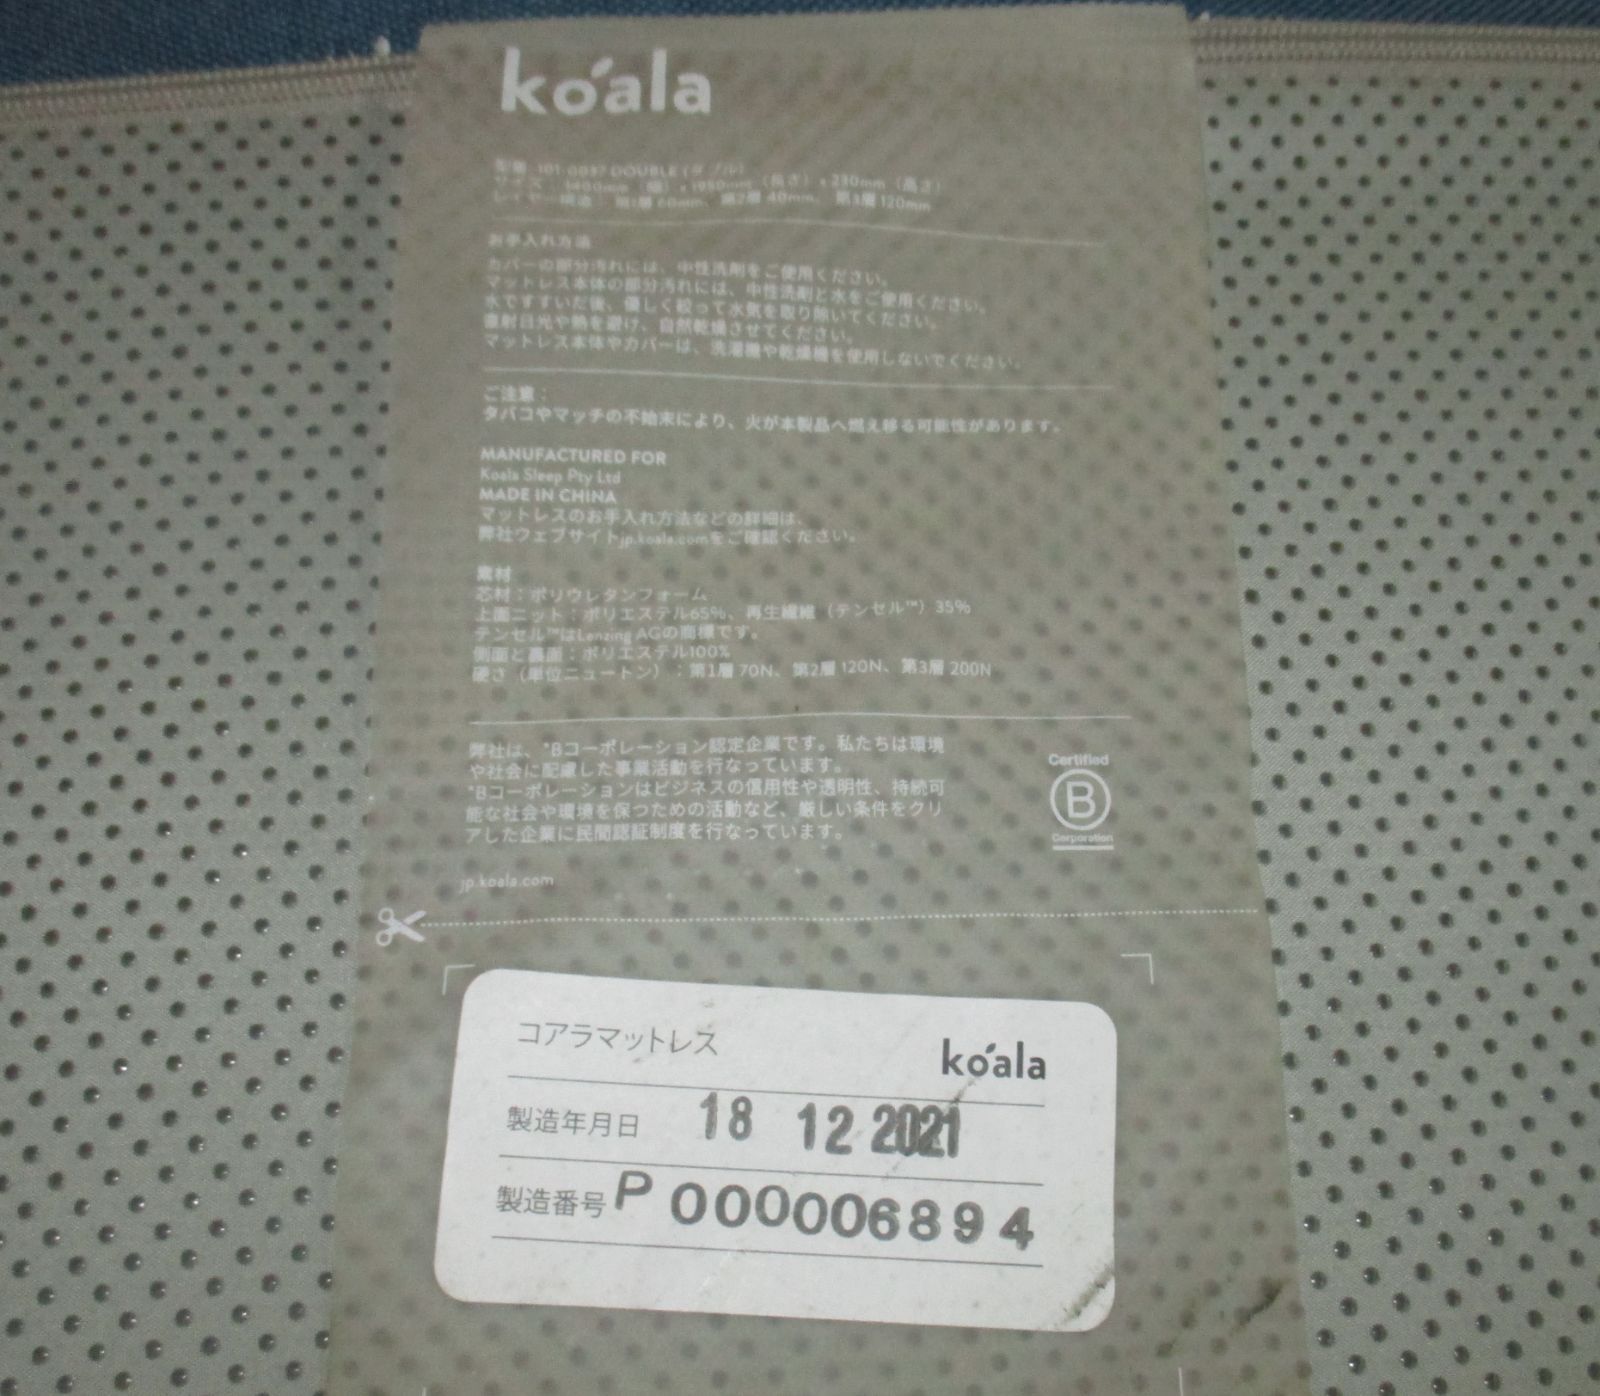 koala
型番 101-0097 DOUBLE (ダブル)
サイズ： 1400mm（幅）x 1950mm（長さ）x 230mm（高さ）
レイヤー構造： 第1層 60mm、第2層 40mm、第3層 120mm
お手入れ方法
カバーの部分汚れには、中性洗剤をご使用ください。
マットレス本体の部分汚れには、中性洗剤と水をご使用ください。
水ですすいだ後、優しく絞って水気を取り除いてください。
直射日光や熱を避け、自然乾燥させてください。
マットレス本体やカバーは、洗濯機や乾燥機を使用しないでください。
ご注意：
タバコやマッチの不始末により、火が本製品へ燃え移る可能性があります。
MANUFACTURED FOR
Koala Sleep Pty Ltd
MADE IN CHINA
マットレスのお手入れ方法などの詳細は、
弊社ウェブサイトjp.koala.comをご確認ください。
素材
芯材：ポリウレタンフォーム
上面ニット：ポリエステル65%、再生繊維（テンセル™）35%
テンセル™はLenzing AGの商標です。
側面と裏面：ポリエステル100%
硬さ（単位ニュートン）：第1層 70N、第2層 120N、第3層 200N
弊社は、*Bコーポレーション認定企業です。私たちは環境
や社会に配慮した事業活動を行なっています。
*Bコーポレーションはビジネスの信用性や透明性、持続可
能な社会や環境を保つための活動など、厳しい条件をクリ
アした企業に民間認証制度を行なっています。
Certified
B
Corporation
jp.koala.com
コアラマットレス
koala
製造年月日 18 12 2021
製造番号 P 000006894